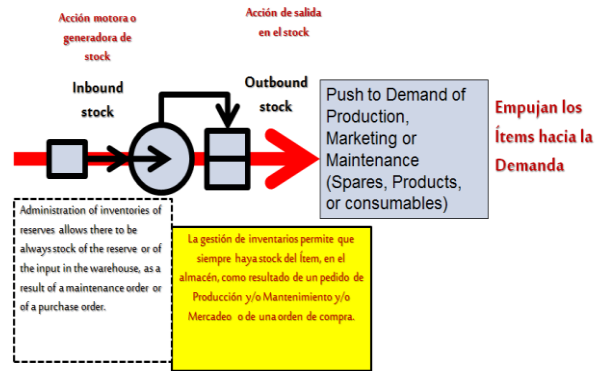 Acción motora o
generadora de
stock
Acción de salida
en el stock
Inbound
stock
Outbound
stock
Push to Demand of
Production,
Marketing or
Maintenance
(Spares, Products,
or consumables)
Empujan los
Ítems hacia la
Demanda
Administration of inventories of
reserves allows there to be
always stock of the reserve or of
the input in the warehouse, as a
result of a maintenance order or
of a purchase order.
La gestión de inventarios permite que
siempre haya stock del Ítem, en el
almacén, como resultado de un pedido de
Producción y/o Mantenimiento y/o
Mercadeo o de una orden de compra.